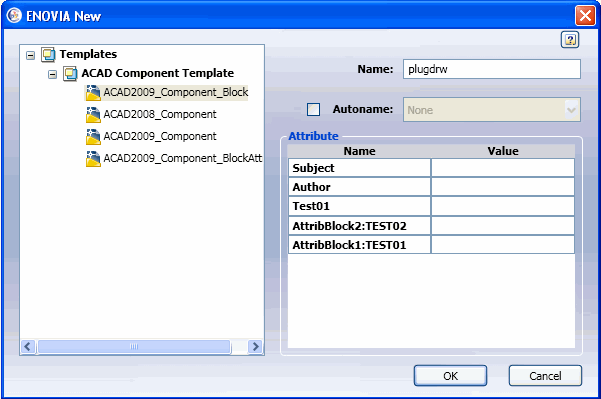 ENOVIA New
Templates
ACAD Component Template
ACAD2009_Component_Block
ACAD2008_Component
ACAD2009_Component
ACAD2009_Component_BlockAtt
Name: plugdrw
Autoname: None
Attribute
Name Value
Subject
Author
Test01
AttribBlock2:TEST02
AttribBlock1:TEST01
OK Cancel